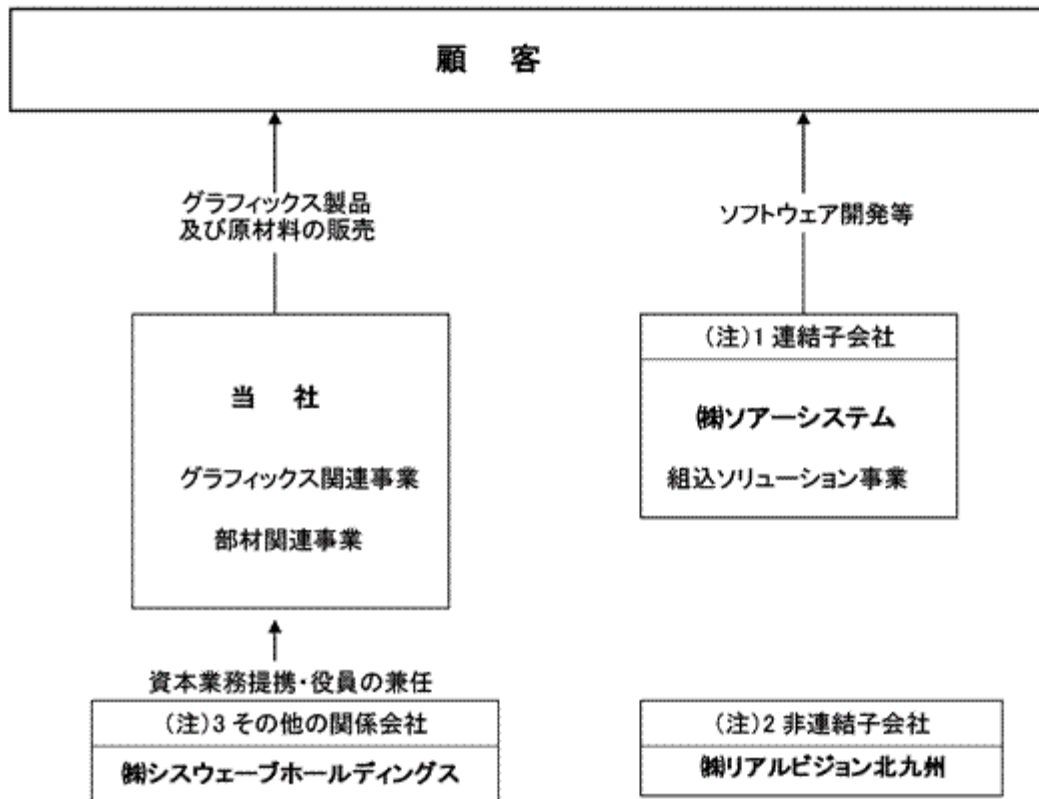 顧 客
グラフィックス製品
及び原材料の販売
ソフトウェア開発等
当 社
グラフィックス関連事業
部材関連事業
(注)1 連結子会社
㈱ソアーシステム
組込ソリューション事業
資本業務提携・役員の兼任
(注)3 その他の関係会社
㈱シスウェーブホールディングス
(注)2 非連結子会社
㈱リアルビジョン北九州